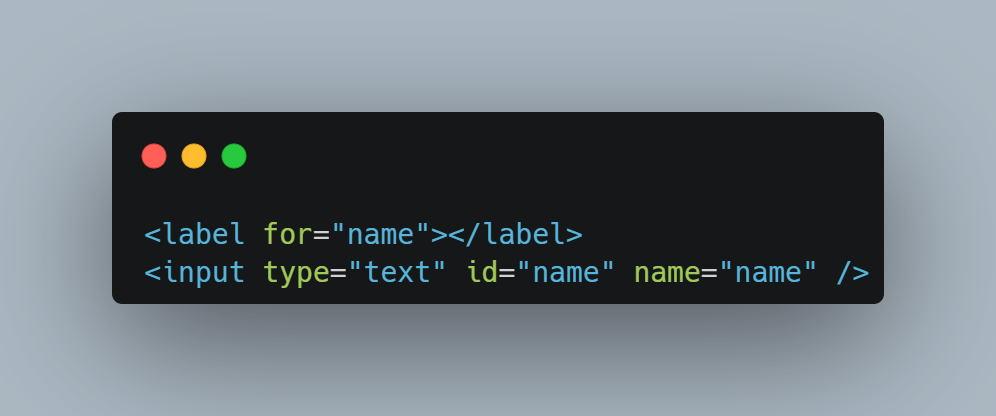 <label for="name"></label>
<input type="text" id="name" name="name" />